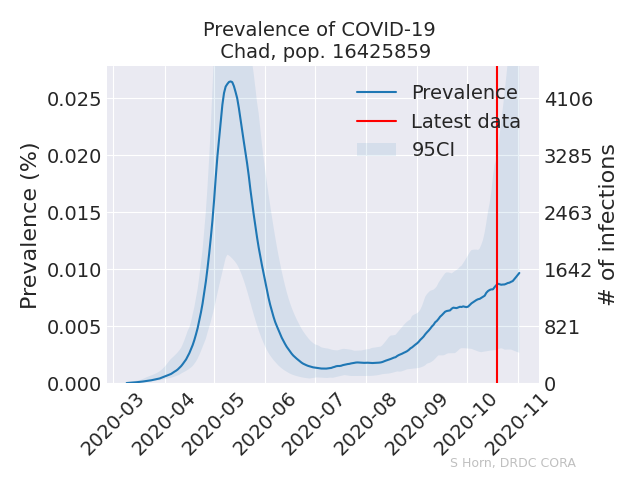 Prevalence of COVID-19
Chad, pop. 16425859
Prevalence (%)
0.025
0.020
0.015
0.010
0.005
0.000
Prevalence
Latest data
95CI
4106
3285
2463
1642
821
0
# of infections
2020-03
2020-04
2020-05
2020-06
2020-07
2020-08
2020-09
2020-10
2020-11
S Horn, DRDC CORA